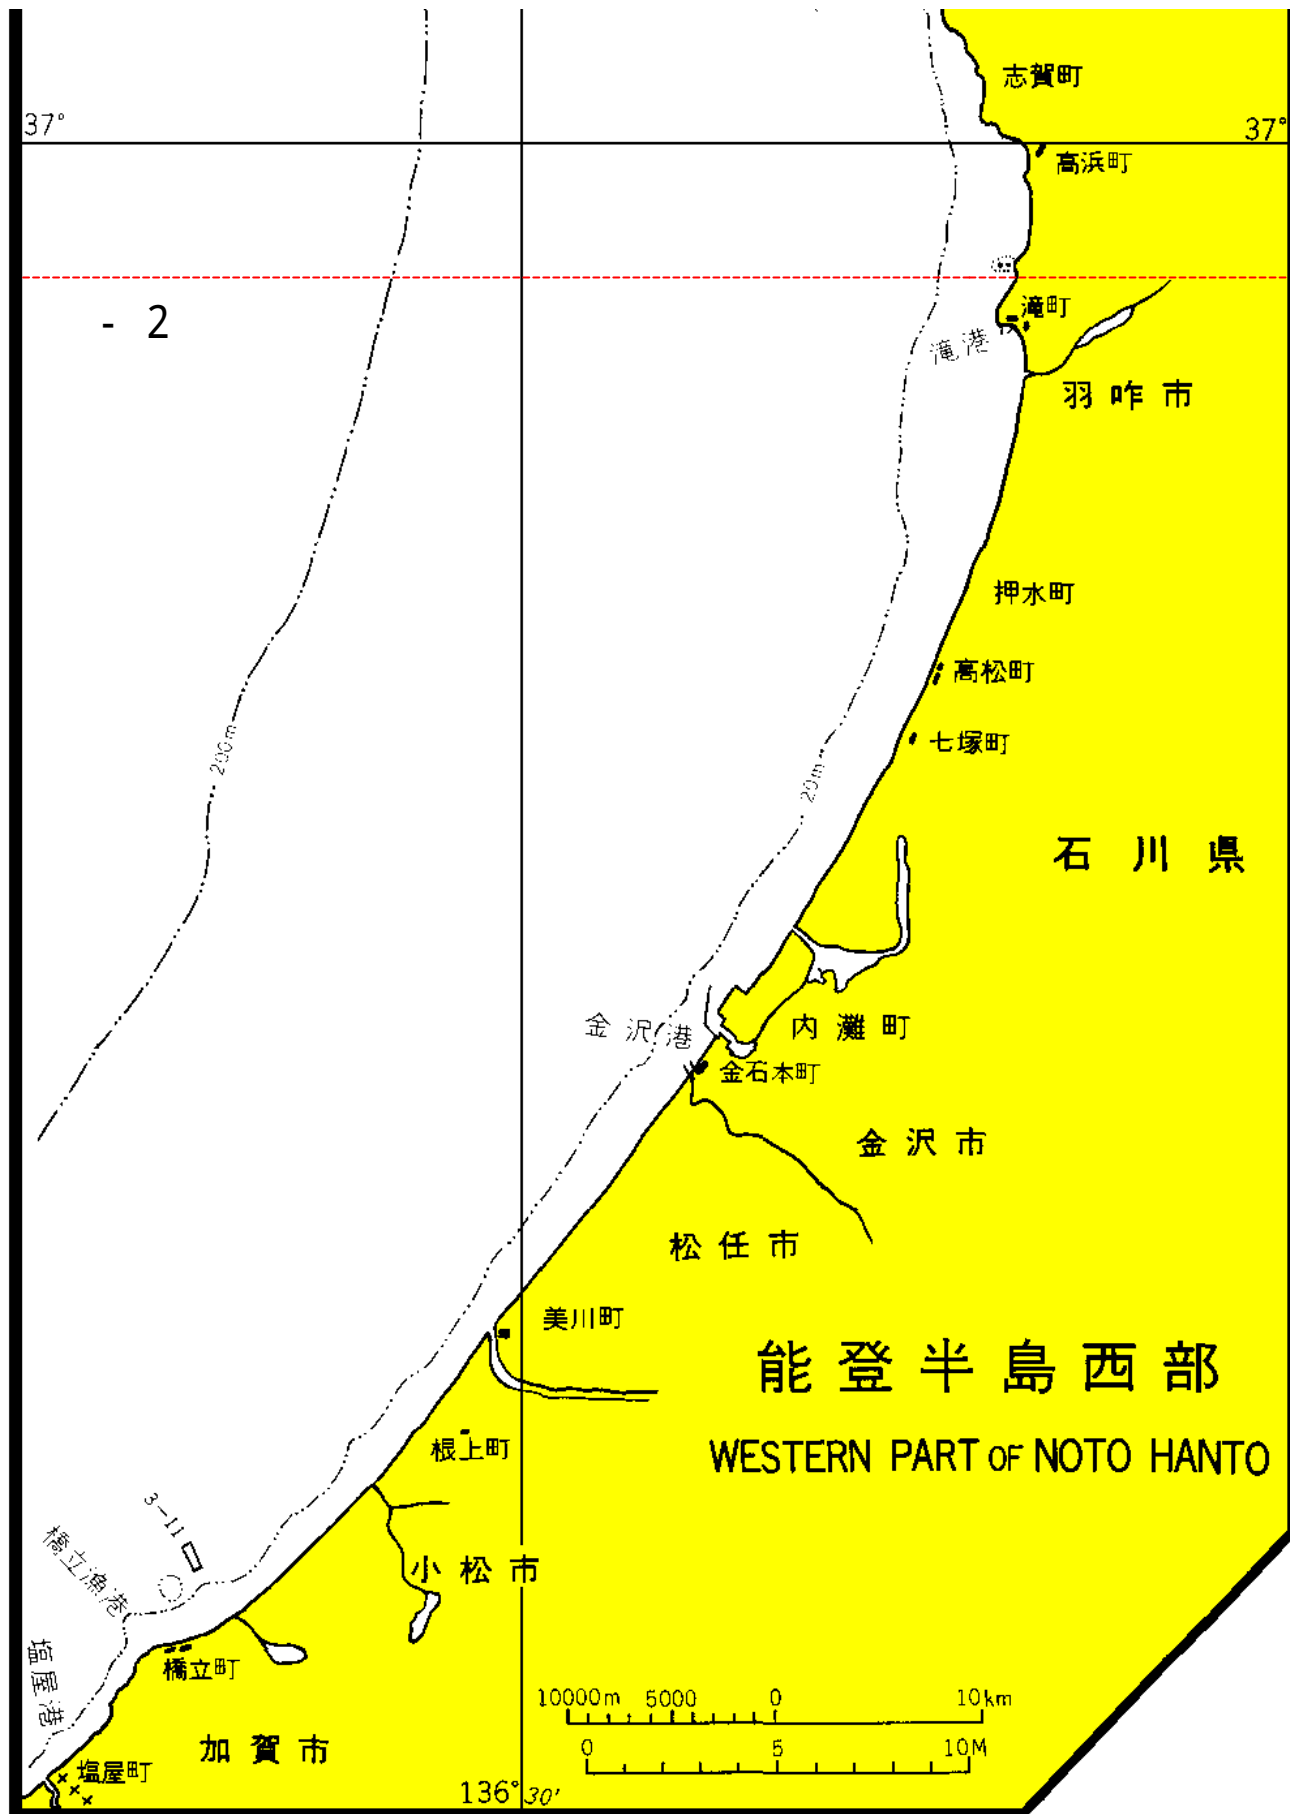 志賀町
37°
37°
高浜町
- 2
滝町
滝港
羽咋市
押水町
高松町
200m
七塚町
20m
石川県
金沢港
内灘町
金石本町
金沢市
松任市
美川町
能登半島西部
根上町
WESTERN PART OF NOTO HANTO
3-11
橋立漁港
小松市
塩屋港
橋立町
10000m 5000 0 10km
加賀市
0 5 10M
塩屋町
136°30′